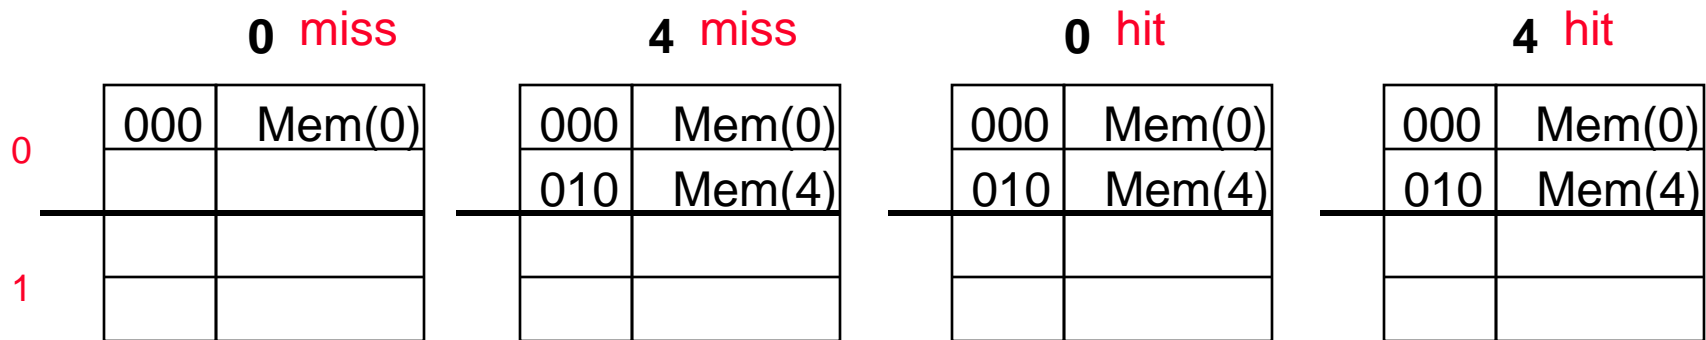 0 miss 4 miss 0 hit 4 hit
0 000 Mem(0) 000 Mem(0) 000 Mem(0) 000 Mem(0)
010 Mem(4) 010 Mem(4) 010 Mem(4)
1